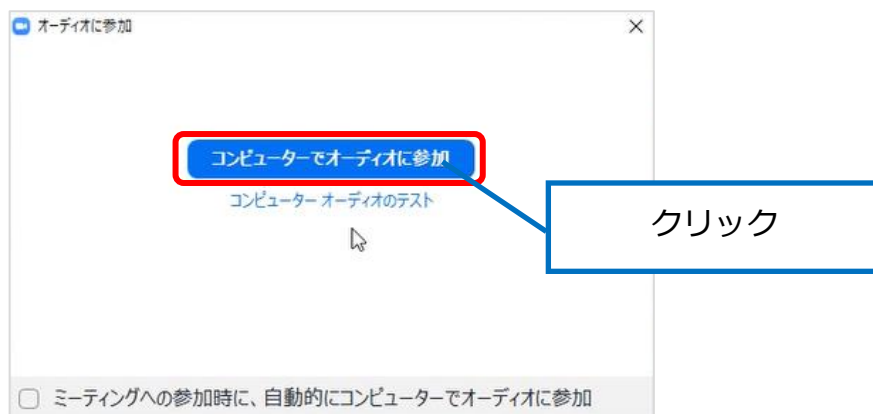 オーディオに参加
コンピューターでオーディオに参加
コンピューター オーディオのテスト
クリック
ミーティングへの参加時に、自動的にコンピューターでオーディオに参加